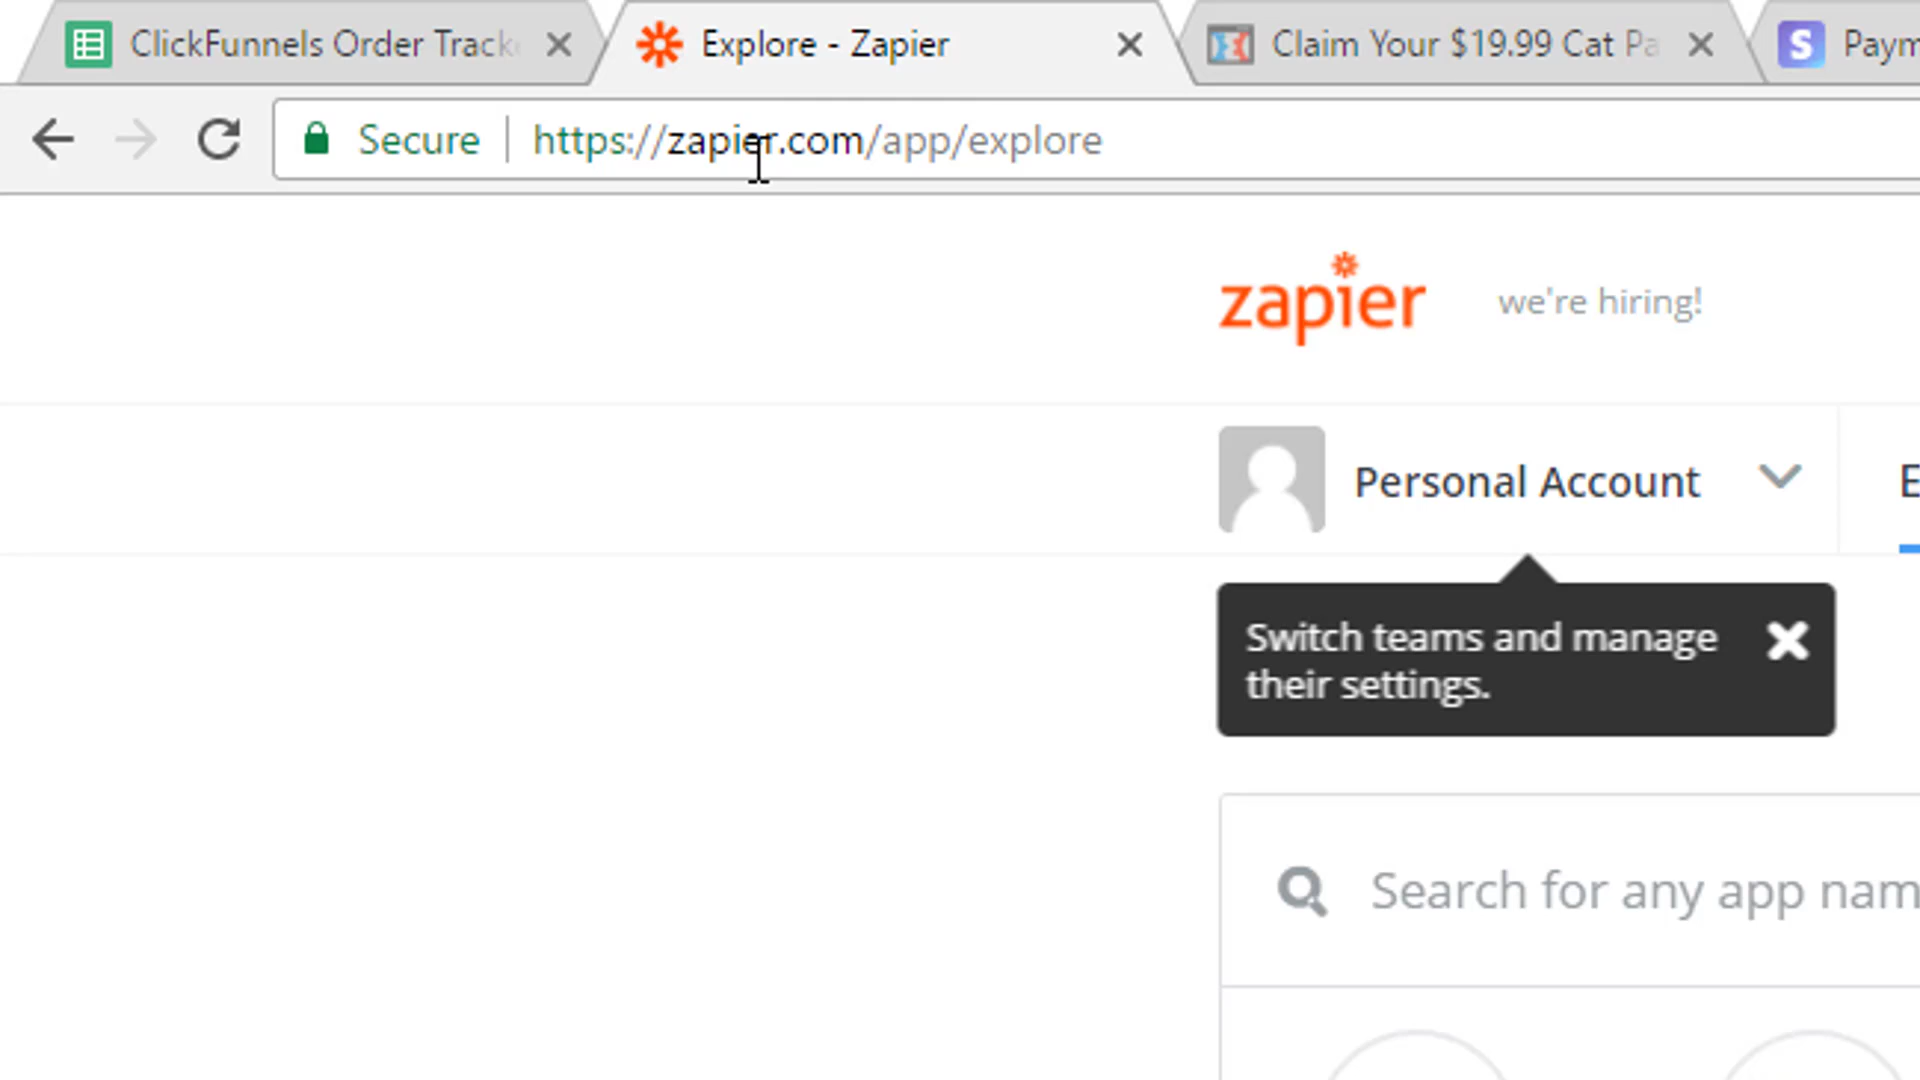 ClickFunnels Order Track
Explore - Zapier
Claim Your $19.99 Cat Pa
Paym
Secure
https://zapier.com/app/explore
zapier
we're hiring!
Personal Account
E
Switch teams and manage
their settings.
Search for any app nam